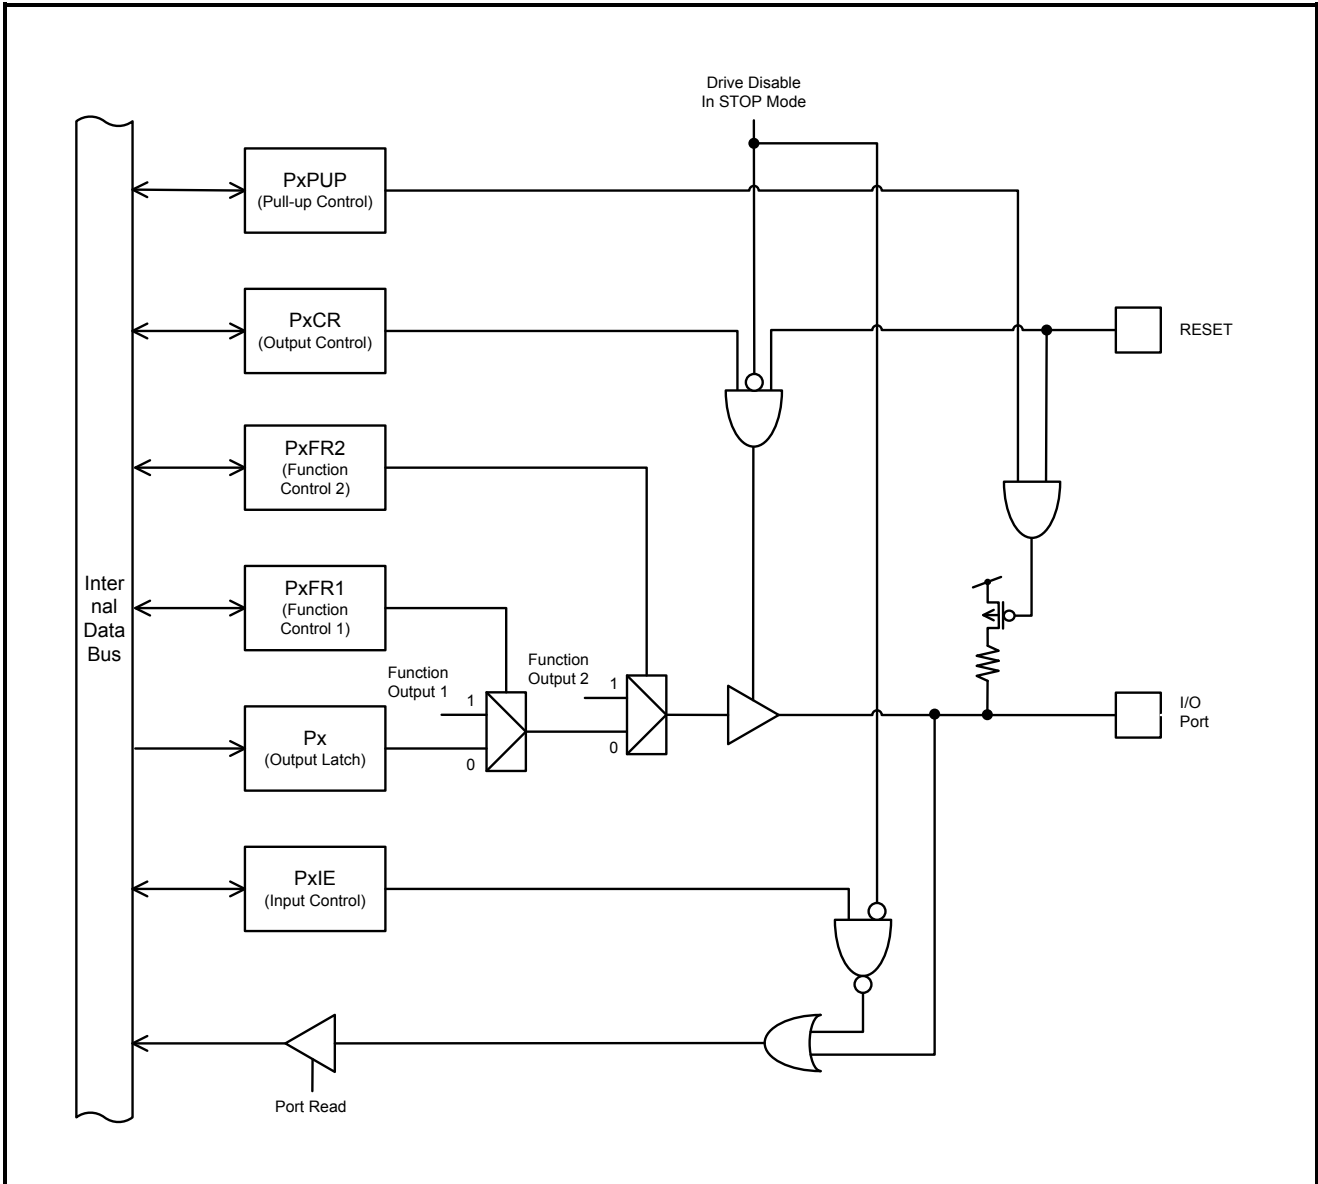 Drive Disable
In STOP Mode
PxPUP
(Pull-up Control)
PxCR
(Output Control)
RESET
PxFR2
(Function
Control 2)
Inter
nal
Data
Bus
PxFR1
(Function
Control 1)
Function
Output 1
1
0
Function
Output 2
1
0
I/O
Port
Px
(Output Latch)
PxIE
(Input Control)
Port Read